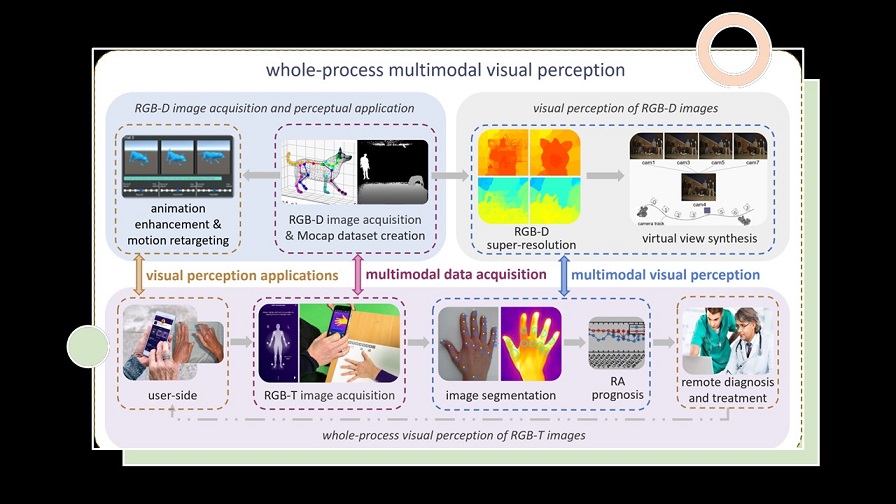 whole-process multimodal visual perception
RGB-D image acquisition and perceptual application
visual perception of RGB-D images
cam1 cam3 cam5 cam7
cam4
camera track
animation
enhancement &
motion retargeting
RGB-D image acquisition
& Mocap dataset creation
RGB-D
super-resolution
virtual view synthesis
visual perception applications
multimodal data acquisition
multimodal visual perception
user-side
RGB-T image acquisition
image segmentation
RA
prognosis
remote diagnosis
and treatment
whole-process visual perception of RGB-T images